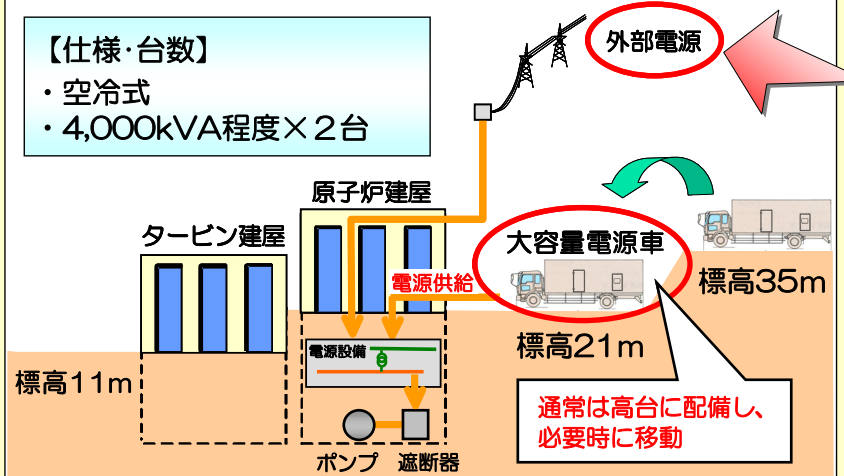 【仕様・台数】
・空冷式
・4,000kVA程度×2台
外部電源
原子炉建屋
タービン建屋
大容量電源車
電源供給
標高35m
標高21m
電源設備
標高11m
通常は高台に配備し、
必要時に移動
ポンプ 遮断器